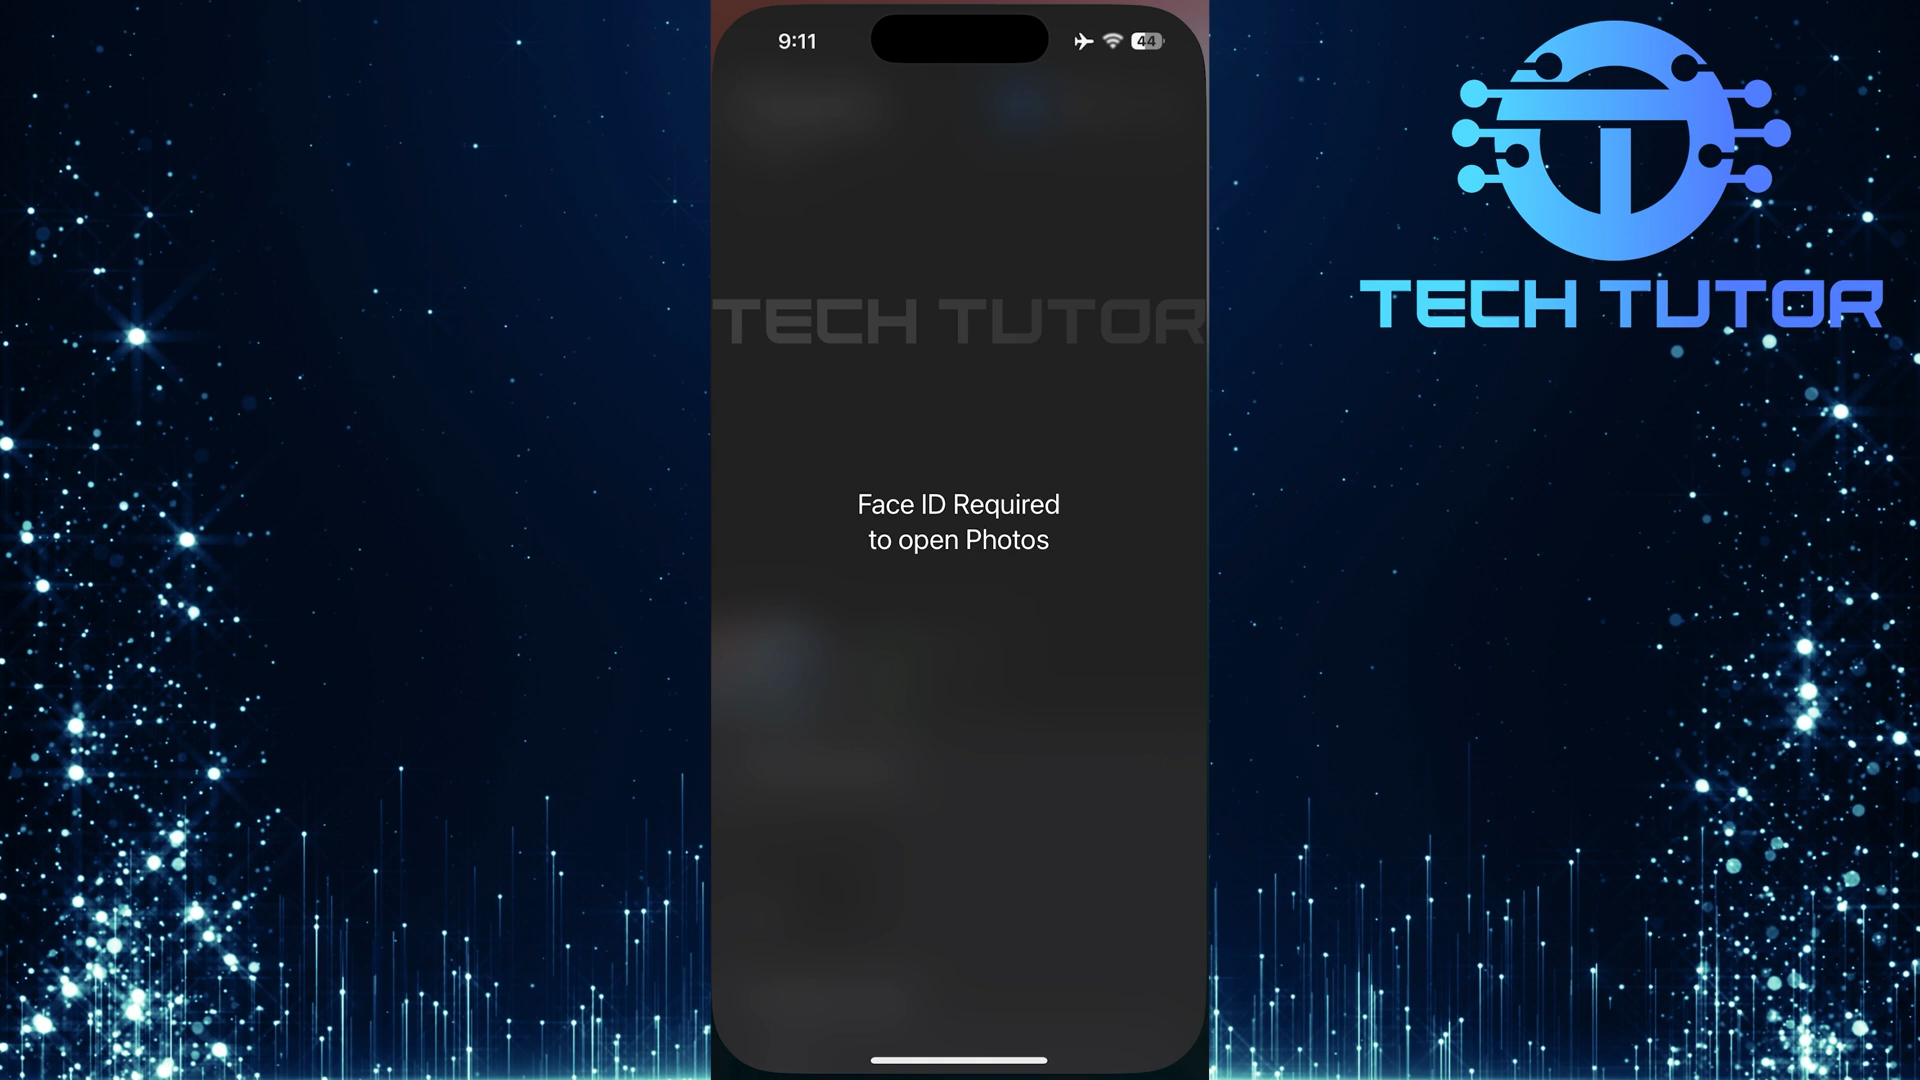 9:11
44
TECH TUTOR
TECH TUTOR
Face ID Required
to open Photos